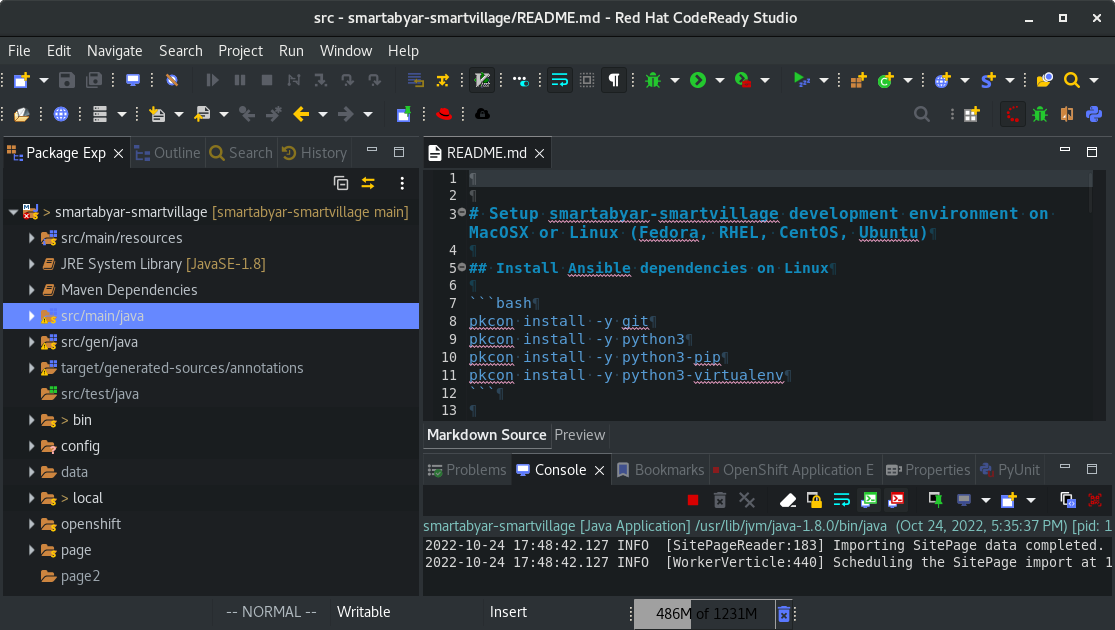 src - smartabyar-smartvillage/README.md - Red Hat CodeReady Studio
File Edit Navigate Search Project Run Window Help
Package Exp
Outline
Search
History
> smartabyar-smartvillage [smartabyar-smartvillage main]
src/main/resources
JRE System Library [JavaSE-1.8]
Maven Dependencies
src/main/java
src/gen/java
target/generated-sources/annotations
src/test/java
> bin
config
data
> local
openshift
page
page2
README.md
1 ¶
2 ¶
3 # Setup smartabyar-smartvillage development environment on
MacOSX or Linux (Fedora, RHEL, CentOS, Ubuntu)¶
4 ¶
5 ## Install Ansible dependencies on Linux¶
6 ¶
7 ```bash¶
8 pkcon install -y git¶
9 pkcon install -y python3¶
10 pkcon install -y python3-pip¶
11 pkcon install -y python3-virtualenv¶
12 ```¶
13 ¶
Markdown Source Preview
Problems
Console
Bookmarks
OpenShift Application E
Properties
PyUnit
smartabyar-smartvillage [Java Application] /usr/lib/jvm/java-1.8.0/bin/java (Oct 24, 2022, 5:35:37 PM) [pid: 1
2022-10-24 17:48:42.127 INFO [SitePageReader:183] Importing SitePage data completed.
2022-10-24 17:48:42.127 INFO [WorkerVerticle:440] Scheduling the SitePage import at 1
-- NORMAL -- Writable Insert 486M of 1231M